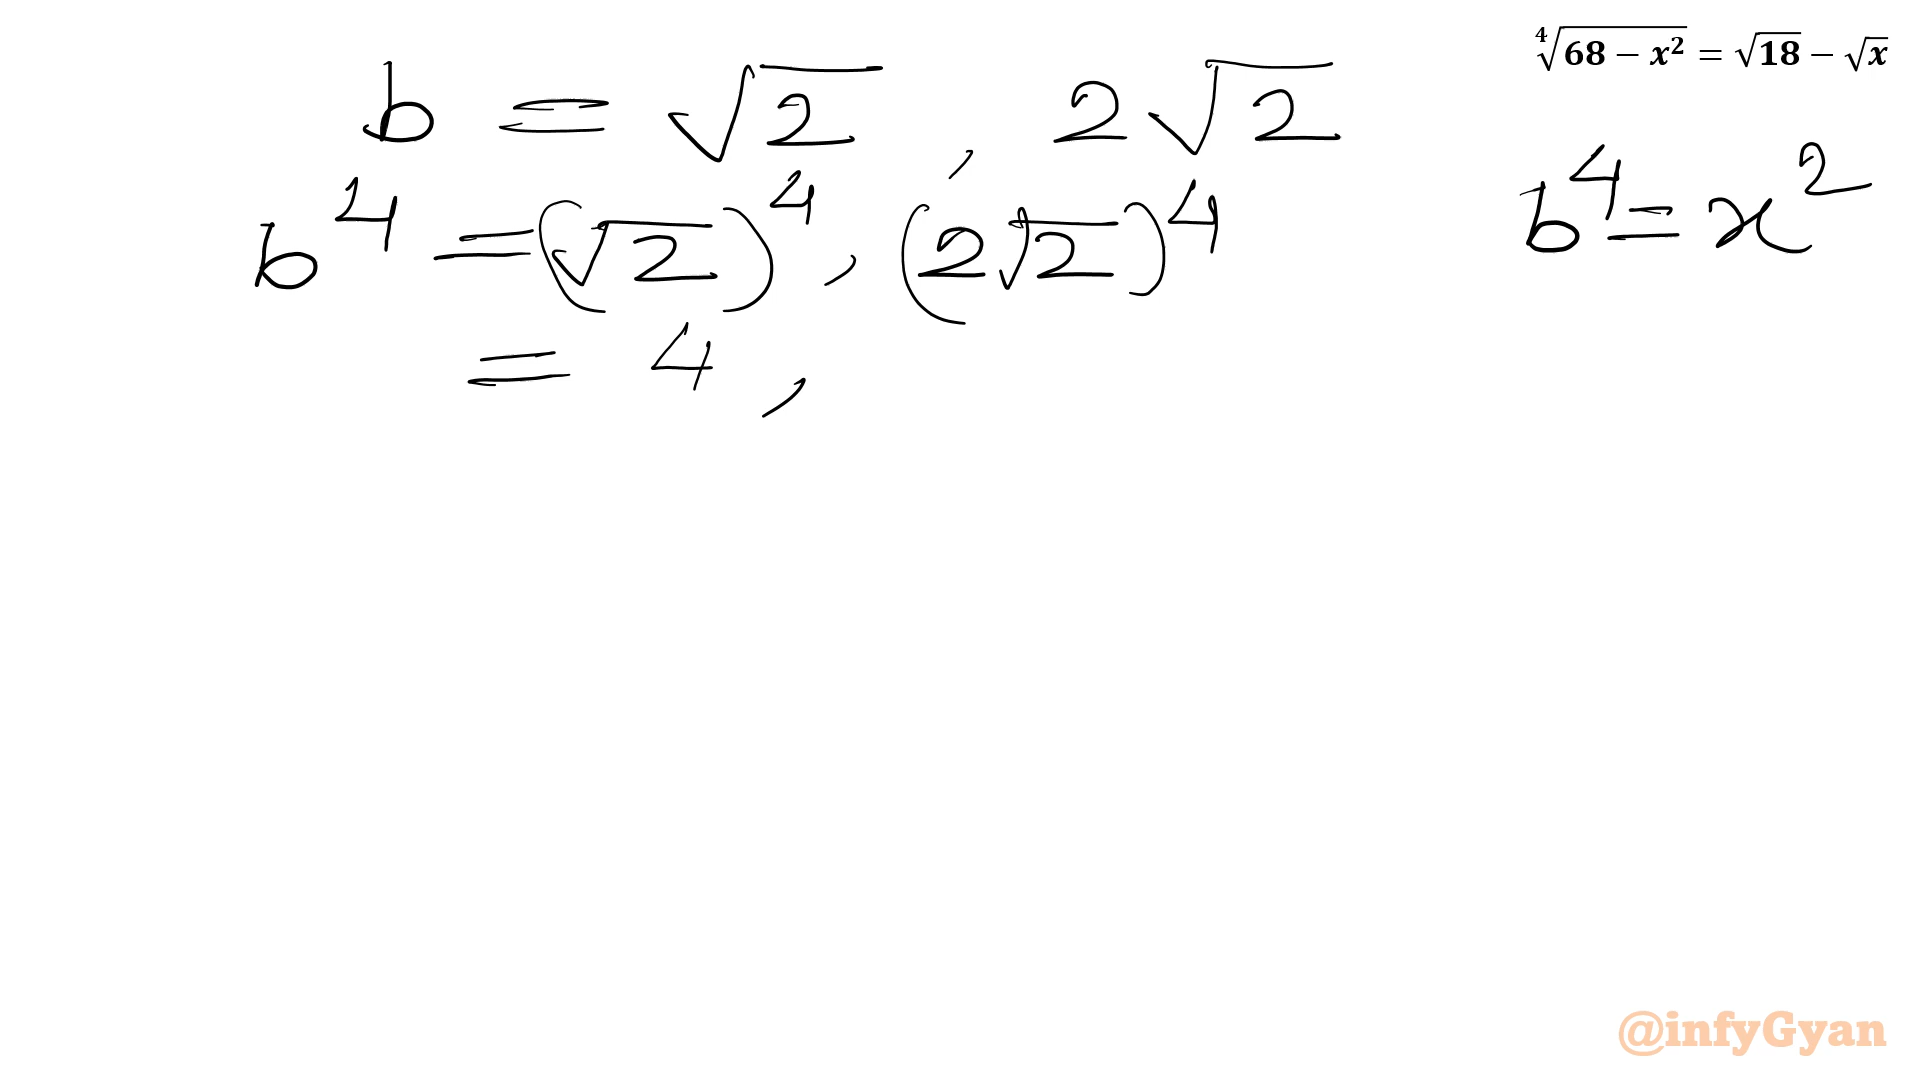 ∜(68 − x²) = √18 − √x
b = √2 , 2√2
b⁴ = x²
b⁴ = (√2)⁴ , (2√2)⁴
= 4 ,
@infyGyan